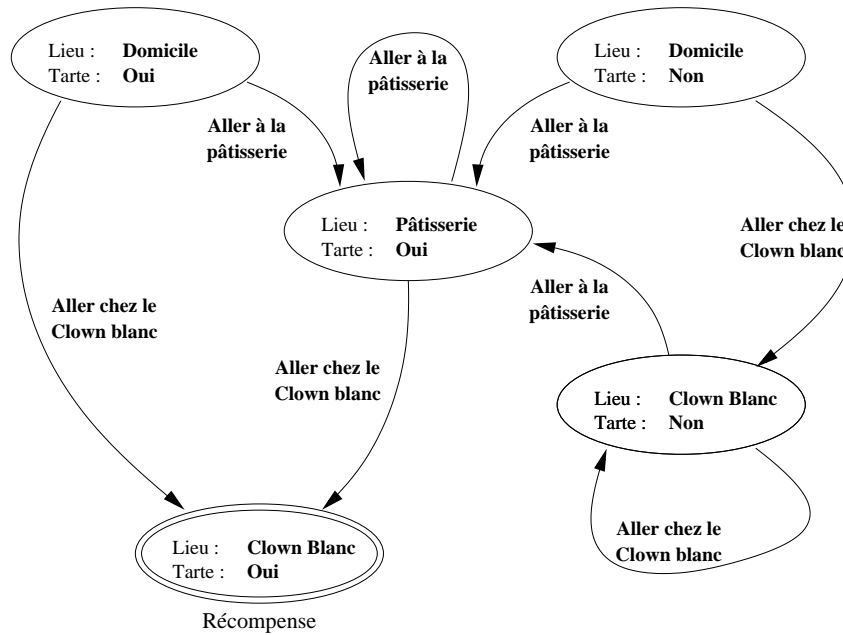 Lieu : Domicile
Tarte : Oui
Aller à la
pâtisserie
Lieu : Domicile
Tarte : Non
Aller à la
pâtisserie
Aller à la
pâtisserie
Lieu : Pâtisserie
Tarte : Oui
Aller chez le
Clown blanc
Aller à la
pâtisserie
Aller chez le
Clown blanc
Aller chez le
Clown blanc
Lieu : Clown Blanc
Tarte : Non
Aller chez le
Clown blanc
Lieu : Clown Blanc
Tarte : Oui
Récompense